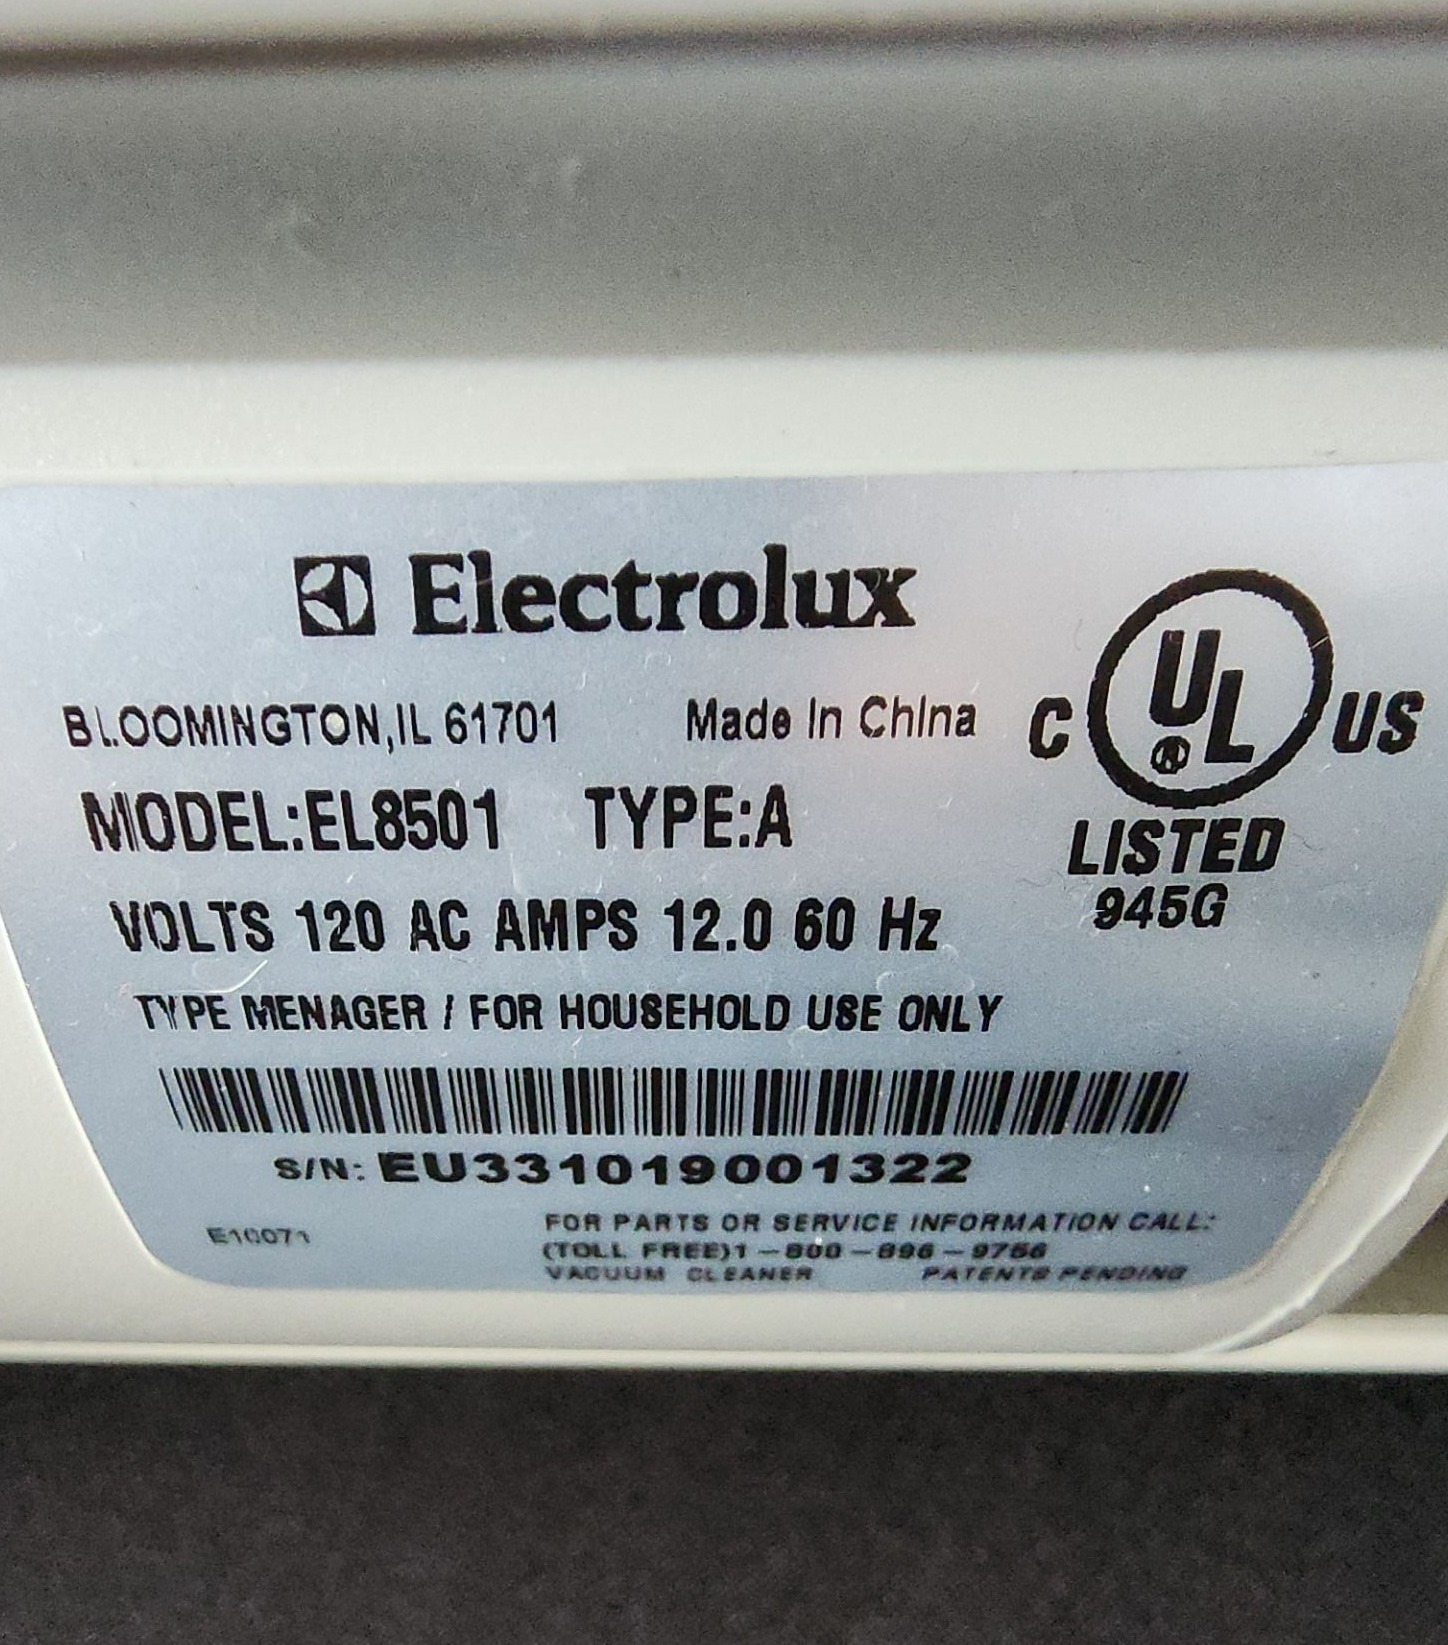 Electrolux
BLOOMINGTON,IL 61701 Made In China
C UL ® US
LISTED
945G
MODEL:EL8501 TYPE:A
VOLTS 120 AC AMPS 12.0 60 Hz
TYPE MENAGER / FOR HOUSEHOLD USE ONLY
S/N: EU331019001322
E10071
FOR PARTS OR SERVICE INFORMATION CALL:
(TOLL FREE)1-800-896-9756
VACUUM CLEANER PATENTS PENDING